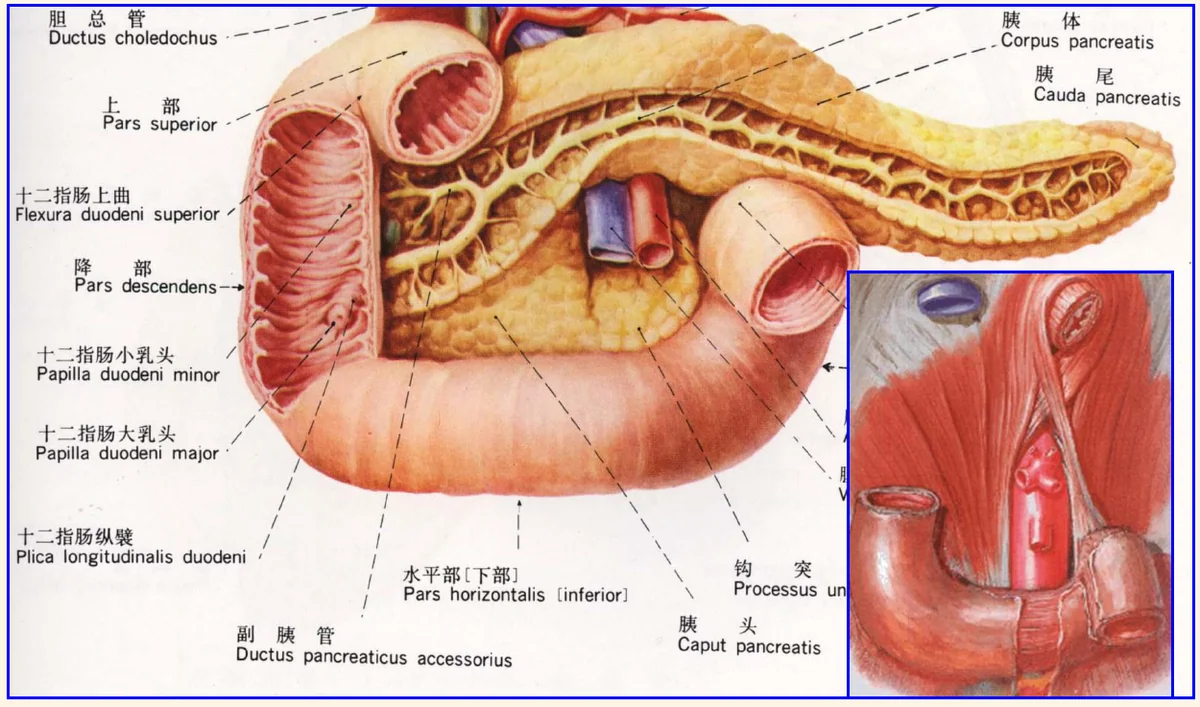 胆总管
Ductus choledochus
上部
Pars superior
十二指肠上曲
Flexura duodeni superior
降部
Pars descendens
十二指肠小乳头
Papilla duodeni minor
十二指肠大乳头
Papilla duodeni major
十二指肠纵襞
Plica longitudinalis duodeni
副胰管
Ductus pancreaticus accessorius
水平部[下部]
Pars horizontalis [inferior]
胰头
Caput pancreatis
钩突
Processus un
胰体
Corpus pancreatis
胰尾
Cauda pancreatis